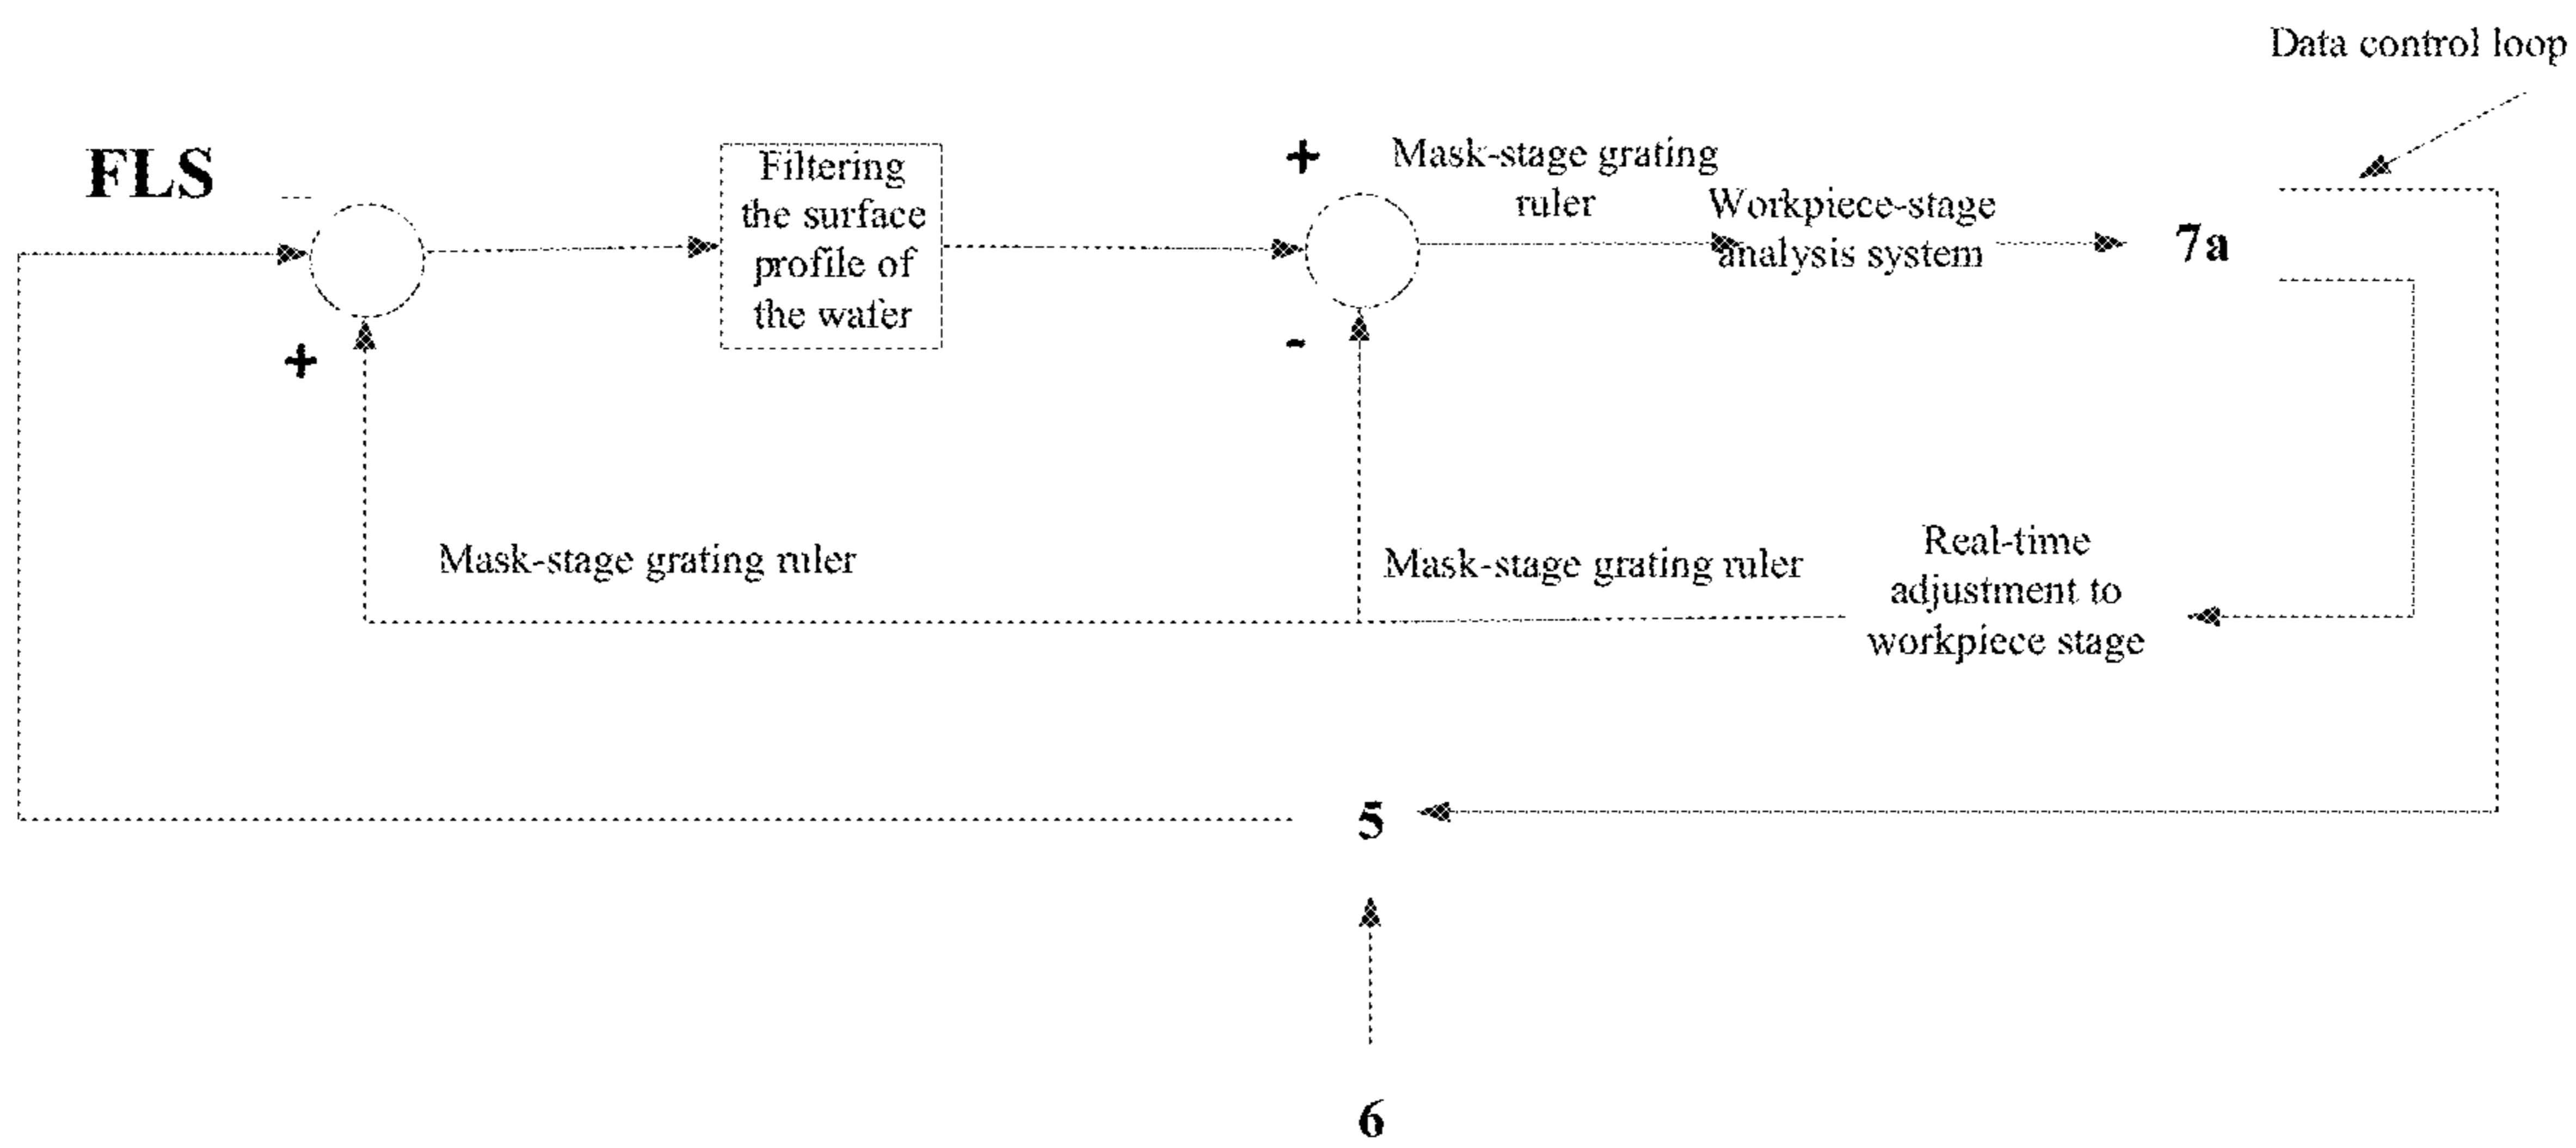 Data control loop
FLS
Filtering
the surface
profile of
the wafer
+
Mask-stage grating
ruler
Workpiece-stage
analysis system
7a
+
-
Mask-stage grating ruler
Mask-stage grating ruler
Real-time
adjustment to
workpiece stage
5
6